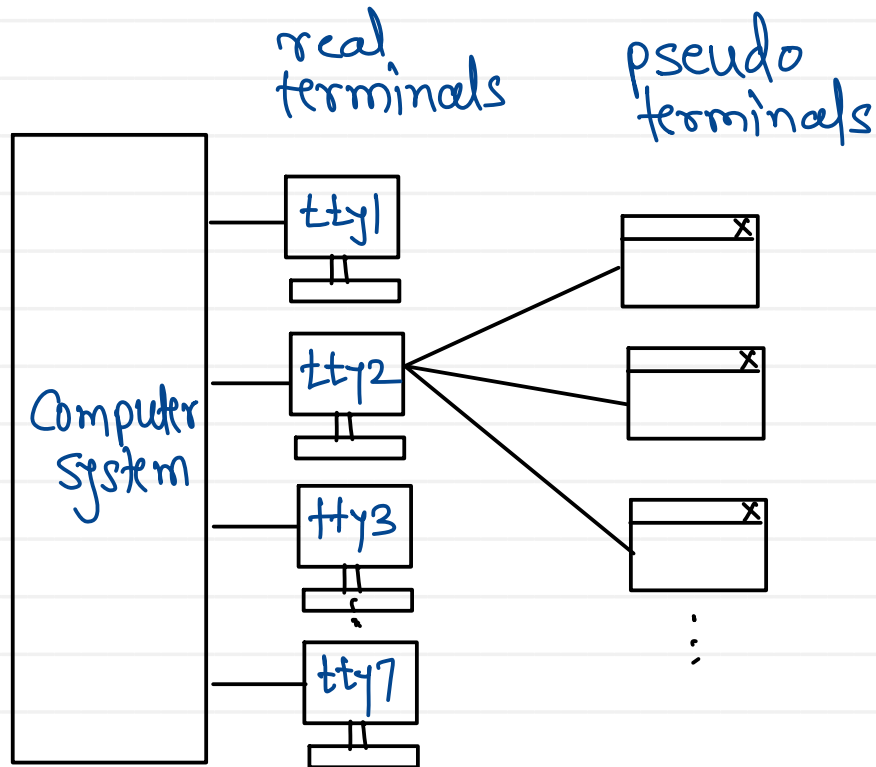 real
terminals
pseudo
terminals
tty1
tty2
Computer
system
tty3
tty7